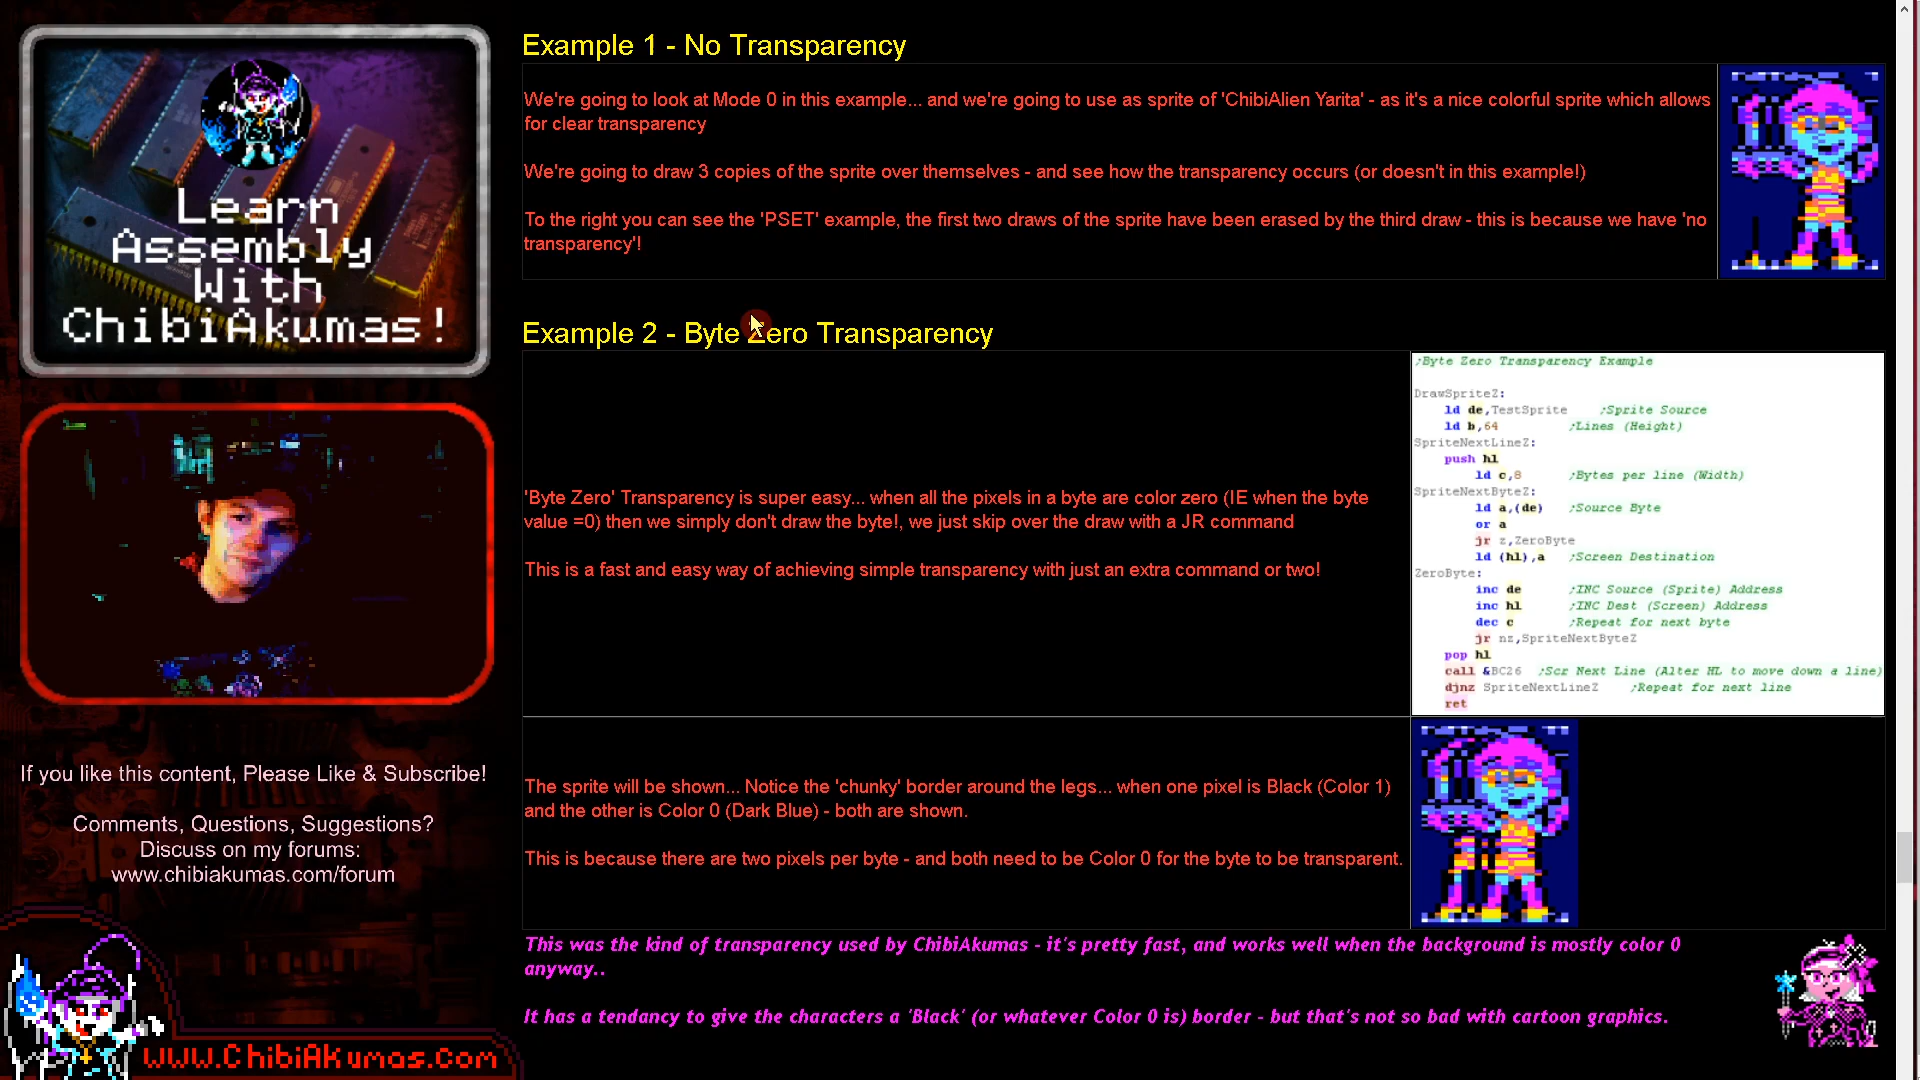 Learn
Assembly
With
ChibiAkumas!
If you like this content, Please Like & Subscribe!
Comments, Questions, Suggestions?
Discuss on my forums:
www.chibiakumas.com/forum
www.ChibiAkumas.com
Example 1 - No Transparency
We're going to look at Mode 0 in this example... and we're going to use as sprite of 'ChibiAlien Yarita' - as it's a nice colorful sprite which allows
for clear transparency
We're going to draw 3 copies of the sprite over themselves - and see how the transparency occurs (or doesn't in this example!)
To the right you can see the 'PSET' example, the first two draws of the sprite have been erased by the third draw - this is because we have 'no
transparency'!
Example 2 - Byte Zero Transparency
'Byte Zero' Transparency is super easy... when all the pixels in a byte are color zero (IE when the byte
value =0) then we simply don't draw the byte!, we just skip over the draw with a JR command
This is a fast and easy way of achieving simple transparency with just an extra command or two!
;Byte Zero Transparency Example
DrawSpriteZ:
ld de,TestSprite ;Sprite Source
ld b,64 ;Lines (Height)
SpriteNextLineZ:
push hl
ld c,8 ;Bytes per line (Width)
SpriteNextByteZ:
ld a,(de) ;Source Byte
or a
jr z,ZeroByte
ld (hl),a ;Screen Destination
ZeroByte:
inc de ;INC Source (Sprite) Address
inc hl ;INC Dest (Screen) Address
dec c ;Repeat for next byte
jr nz,SpriteNextByteZ
pop hl
call &BC26 ;Scr Next Line (Alter HL to move down a line)
djnz SpriteNextLineZ ;Repeat for next line
ret
The sprite will be shown... Notice the 'chunky' border around the legs... when one pixel is Black (Color 1)
and the other is Color 0 (Dark Blue) - both are shown.
This is because there are two pixels per byte - and both need to be Color 0 for the byte to be transparent.
This was the kind of transparency used by ChibiAkumas - it's pretty fast, and works well when the background is mostly color 0
anyway..
It has a tendancy to give the characters a 'Black' (or whatever Color 0 is) border - but that's not so bad with cartoon graphics.